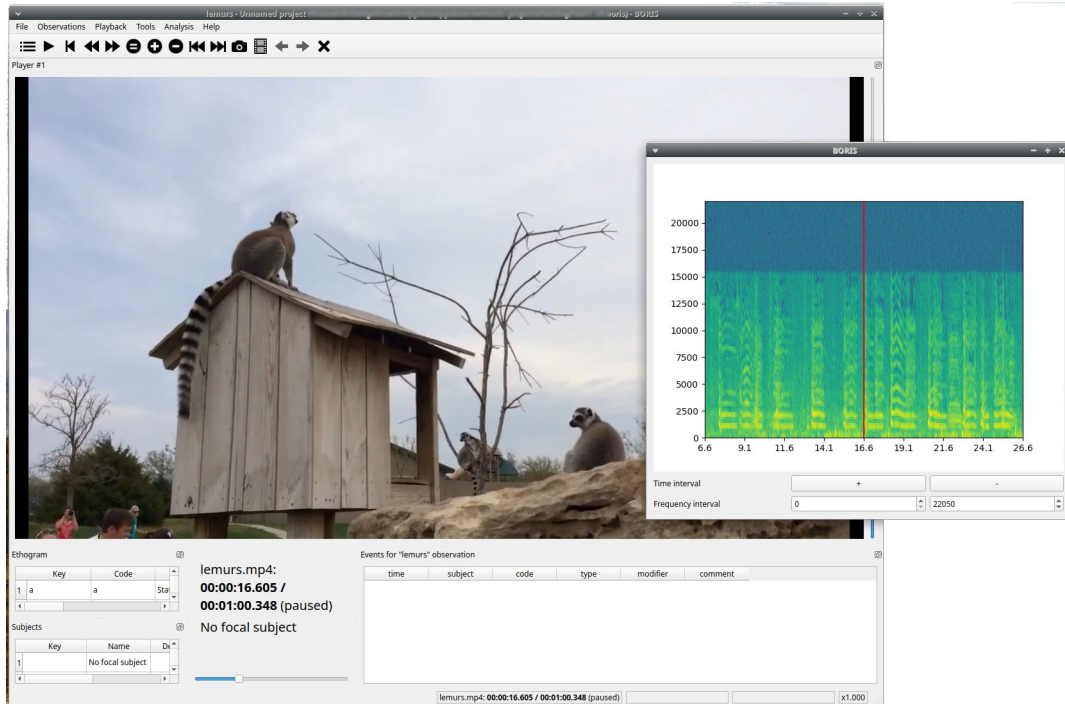 lemurs - Unnamed project
- BORIS
File Observations Playback Tools Analysis Help
Player #1
BORIS
20000
17500
15000
12500
10000
7500
5000
2500
0
6.6 9.1 11.6 14.1 16.6 19.1 21.6 24.1 26.6
Time interval + -
Frequency interval 0 22050
Ethogram
Key Code
1 a a Sta
Subjects
Key Name De
1 No focal subject
lemurs.mp4:
00:00:16.605 /
00:01:00.348 (paused)
No focal subject
Events for "lemurs" observation
time subject code type modifier comment
lemurs.mp4: 00:00:16.605 / 00:01:00.348 (paused) x1.000